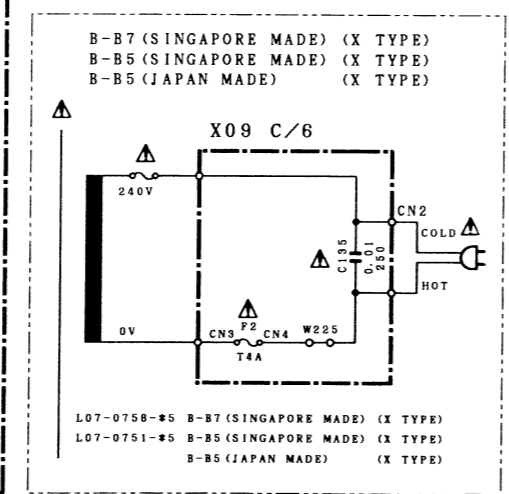 B-B7(SINGAPORE MADE) (X TYPE)
B-B5(SINGAPORE MADE) (X TYPE)
B-B5(JAPAN MADE) (X TYPE)
X09 C/6
240V
CN2
COLD
C135
0.01
250
HOT
F2
CN3 CN4 W225
T4A
0V
L07-0758-*5 B-B7(SINGAPORE MADE) (X TYPE)
L07-0751-*5 B-B5(SINGAPORE MADE) (X TYPE)
B-B5(JAPAN MADE) (X TYPE)